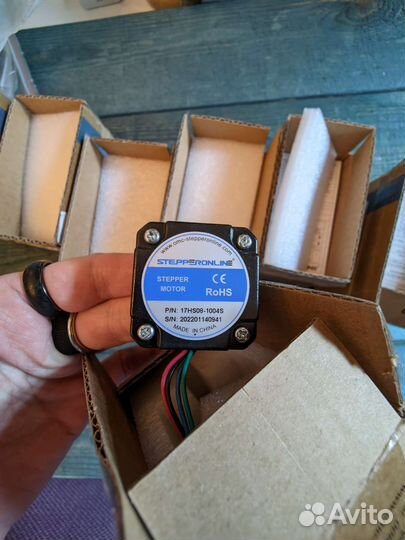 www.omc-stepperonline.com
STEPPERONLINE
STEPPER
MOTOR
CE
RoHS
P/N: 17HS08-1004S
S/N: 202201140941
MADE IN CHINA
Avito